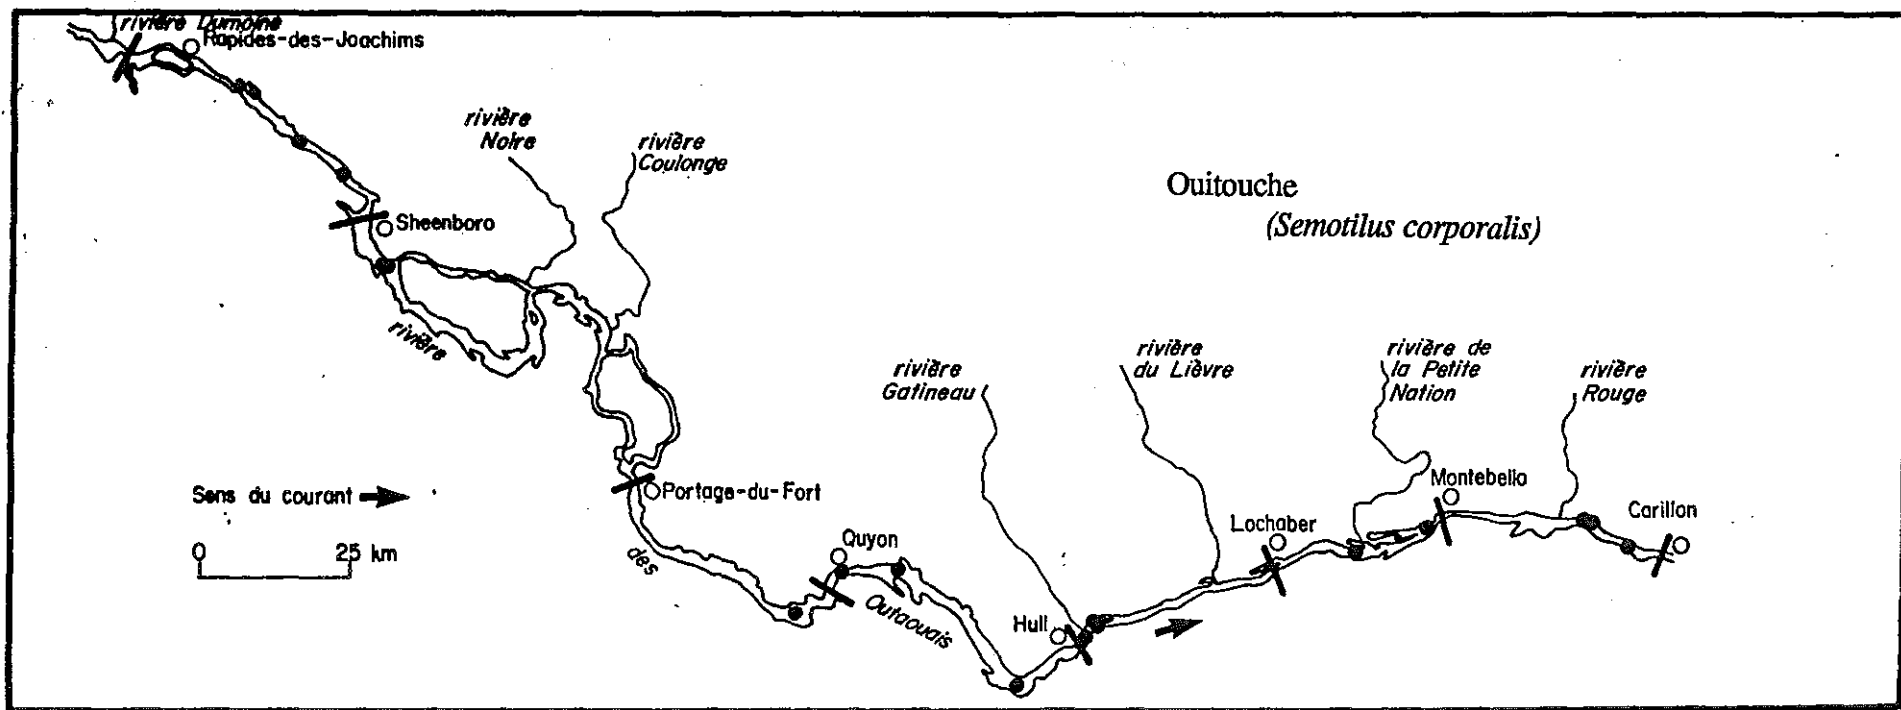 rivière Dumoine
Rapides-des-Joachims
rivière
Noire
rivière
Coulonge
Ouitouche
(Semotilus corporalis)
Sheenboro
rivière
rivière
Gatineau
rivière
du Lièvre
rivière de
la Petite
Nation
rivière
Rouge
Sens du courant
Portage-du-Fort
Montebello
Lochaber
Carillon
0 25 km
des
Quyon
Outaouais
Hull